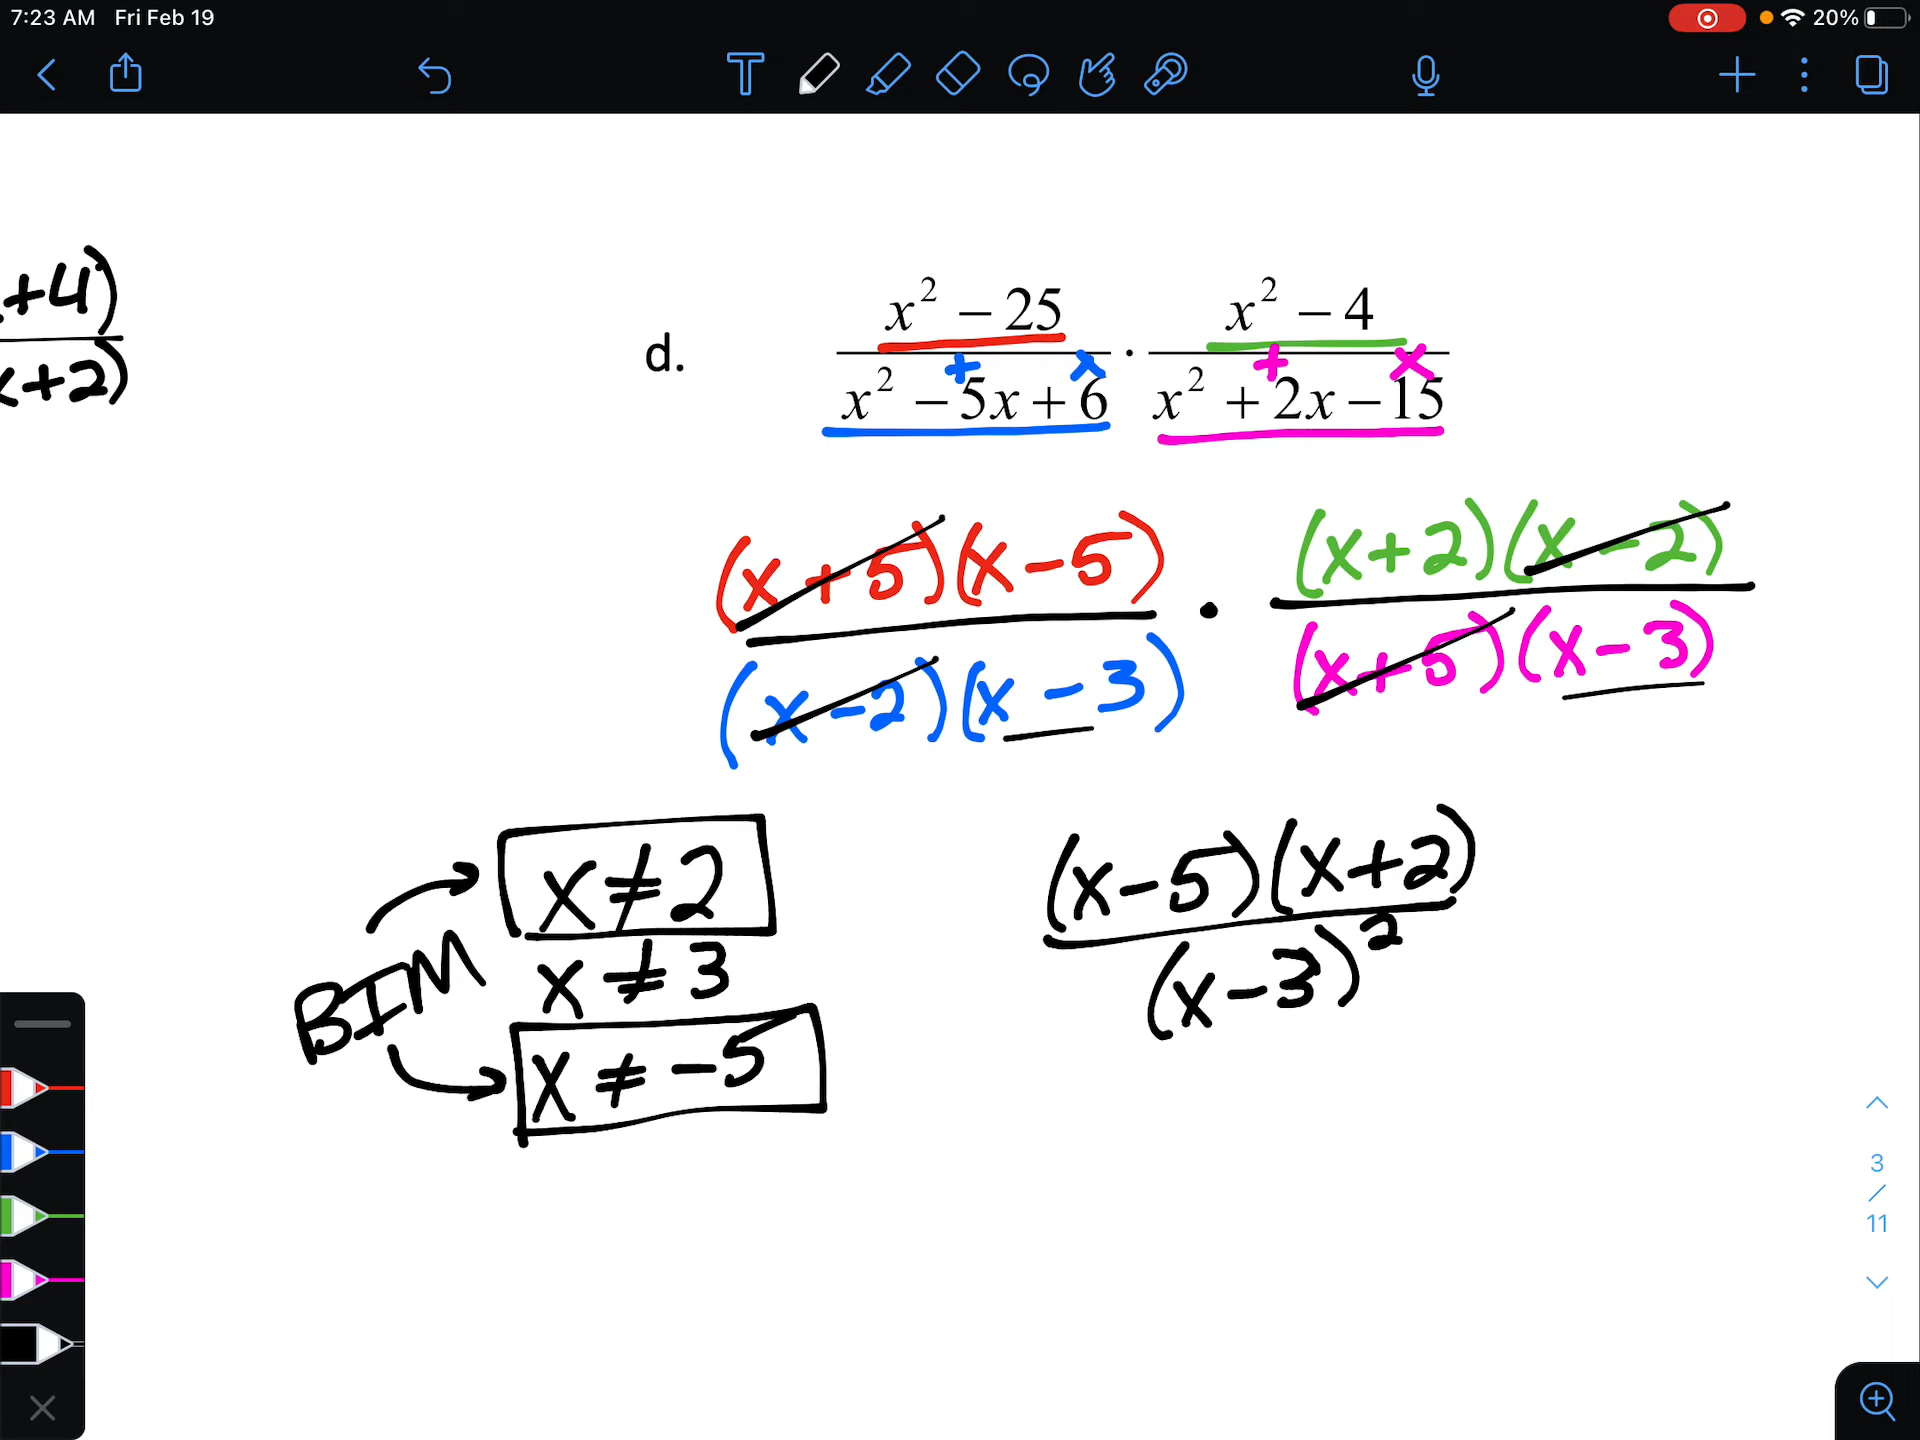 7:23 AM Fri Feb 19
20%
+4)
x+2)
d. x² − 25 / x² − 5x + 6 · x² − 4 / x² + 2x − 15
+ x + x
(x+5)(x−5) / (x−2)(x−3) · (x+2)(x−2) / (x+5)(x−3)
BIM
x≠2
x≠3
x≠−5
(x−5)(x+2) / (x−3)²
3
/
11